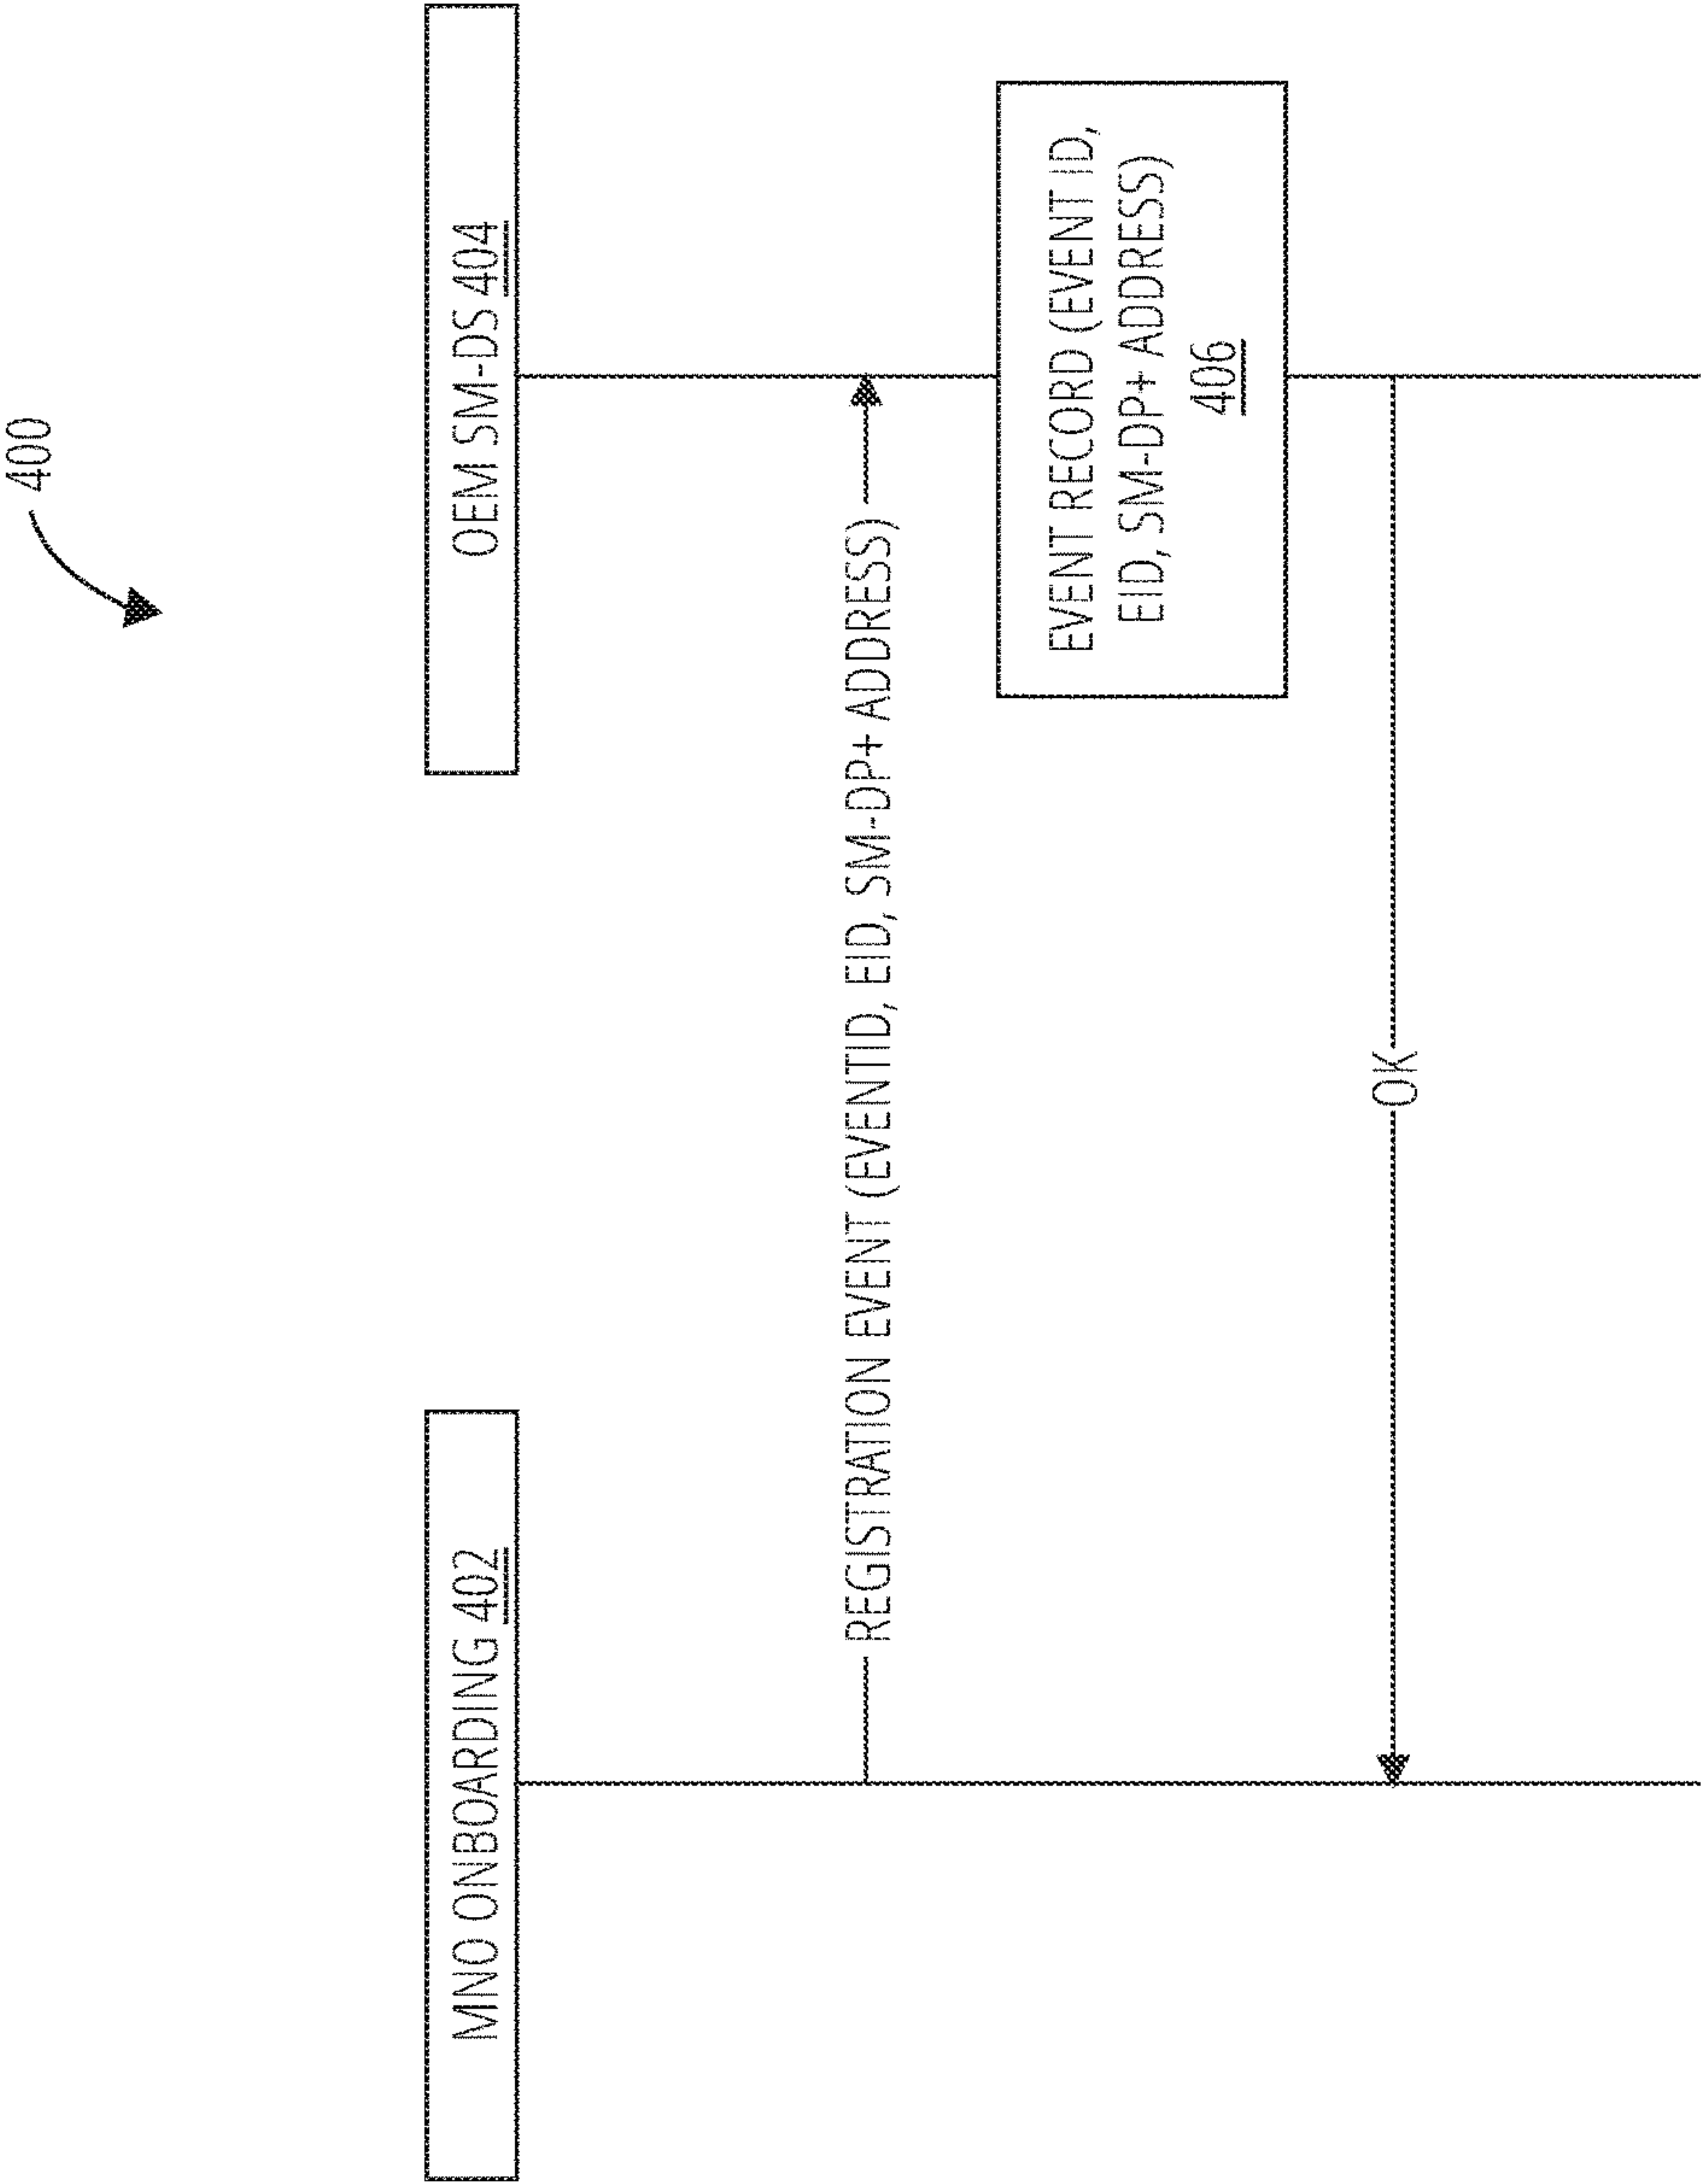 400
MNO ONBOARDING 402
OEM SM-DS 404
REGISTRATION EVENT (EVENTID, EID, SM-DP+ ADDRESS)
EVENT RECORD (EVENT ID,
EID, SM-DP+ ADDRESS)
406
OK